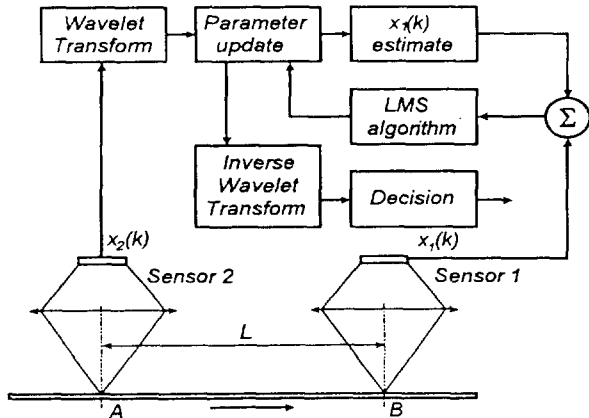 Wavelet
Transform
Parameter
update
x₁(k)
estimate
LMS
algorithm
Σ
Inverse
Wavelet
Transform
Decision
x₂(k)
x₁(k)
Sensor 2
Sensor 1
L
A
B